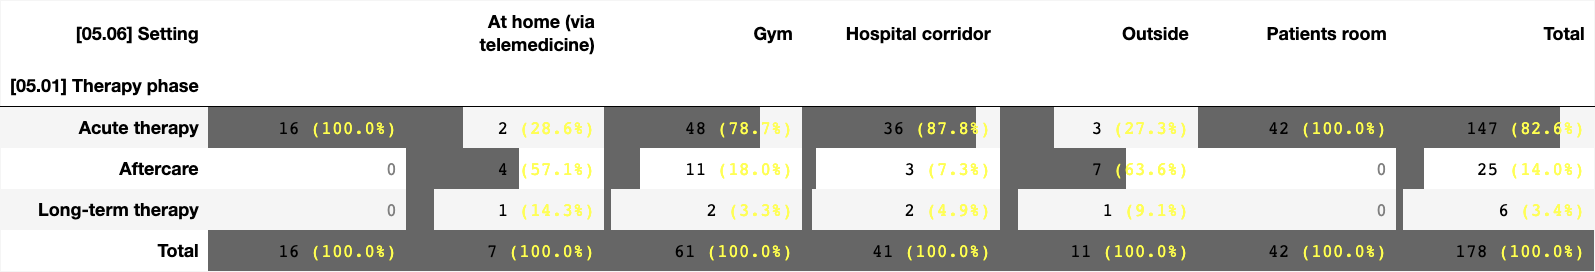 [05.06] Setting At home (via telemedicine) Gym Hospital corridor Outside Patients room Total
[05.01] Therapy phase
Acute therapy 16 (100.0%) 2 (28.6%) 48 (78.7%) 36 (87.8%) 3 (27.3%) 42 (100.0%) 147 (82.6%)
Aftercare 0 4 (57.1%) 11 (18.0%) 3 (7.3%) 7 (63.6%) 0 25 (14.0%)
Long-term therapy 0 1 (14.3%) 2 (3.3%) 2 (4.9%) 1 (9.1%) 0 6 (3.4%)
Total 16 (100.0%) 7 (100.0%) 61 (100.0%) 41 (100.0%) 11 (100.0%) 42 (100.0%) 178 (100.0%)